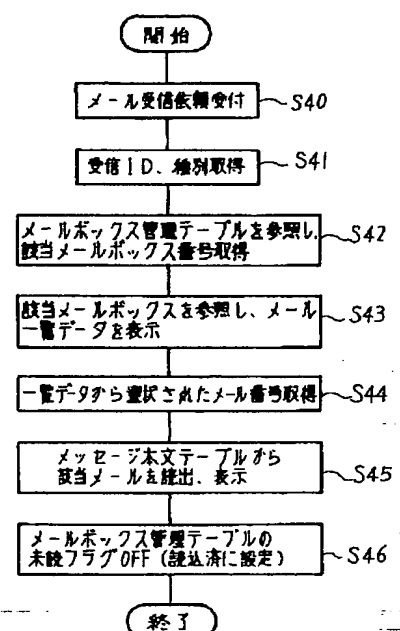 開始
メール受信依頼受付
S40
受信ID、種別取得
S41
メールボックス管理テーブルを参照し、
該当メールボックス番号取得
S42
該当メールボックスを参照し、メール
一覧データを表示
S43
一覧データから選択されたメール番号取得
S44
メッセージ本文テーブルから
該当メールを読出、表示
S45
メールボックス管理テーブルの
未読フラグOFF(読込済に設定)
S46
終了